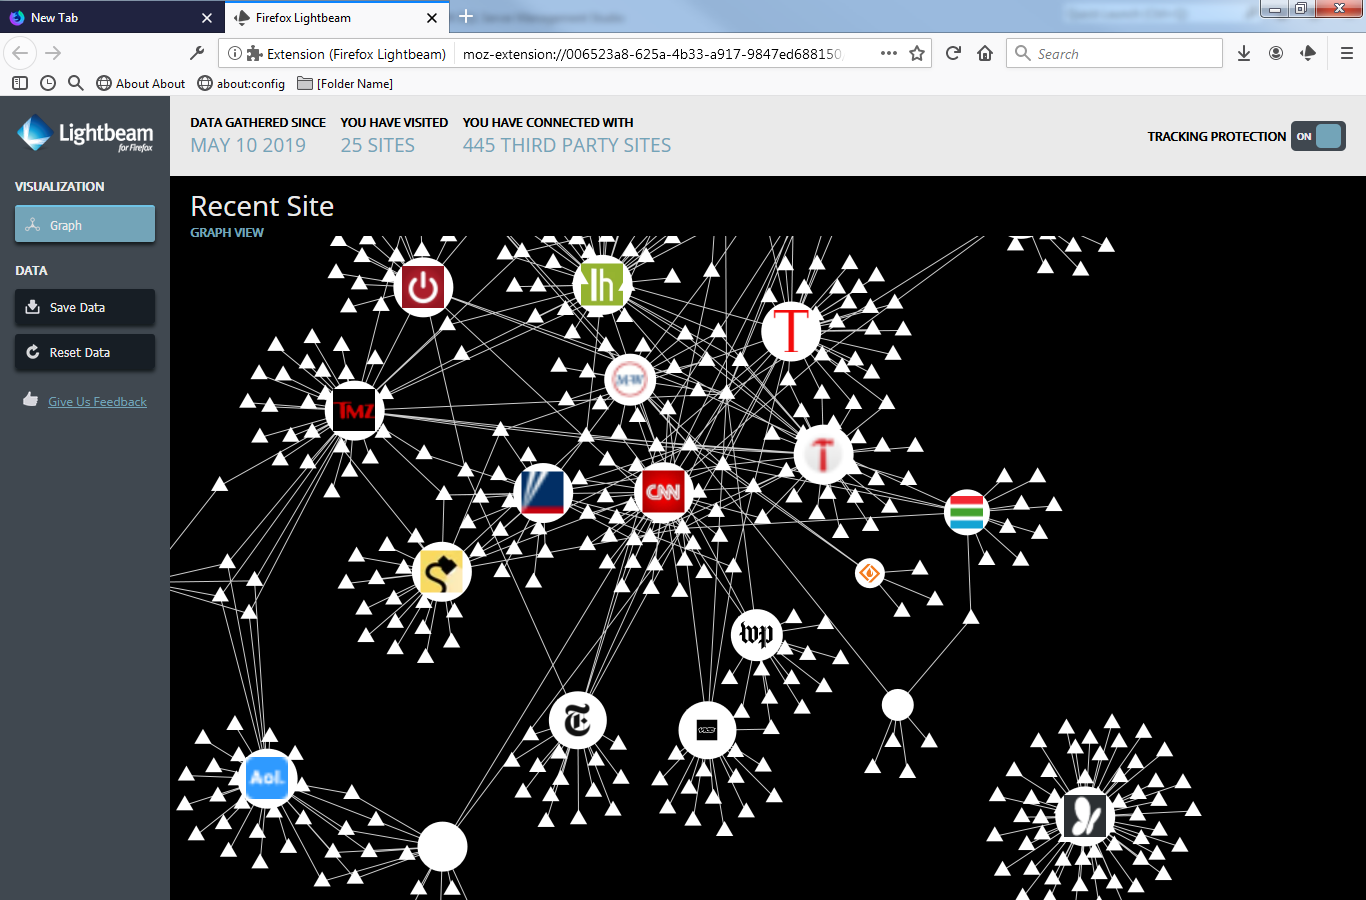 New Tab
Firefox Lightbeam
Extension (Firefox Lightbeam)
moz-extension://006523a8-625a-4b33-a917-9847ed688150
Search
About About
about:config
[Folder Name]
Lightbeam
for Firefox
DATA GATHERED SINCE
MAY 10 2019
YOU HAVE VISITED
25 SITES
YOU HAVE CONNECTED WITH
445 THIRD PARTY SITES
TRACKING PROTECTION
ON
VISUALIZATION
Graph
DATA
Save Data
Reset Data
Give Us Feedback
Recent Site
GRAPH VIEW
lh
T
M-W
TMZ
T
CNN
wp
T
Aol.